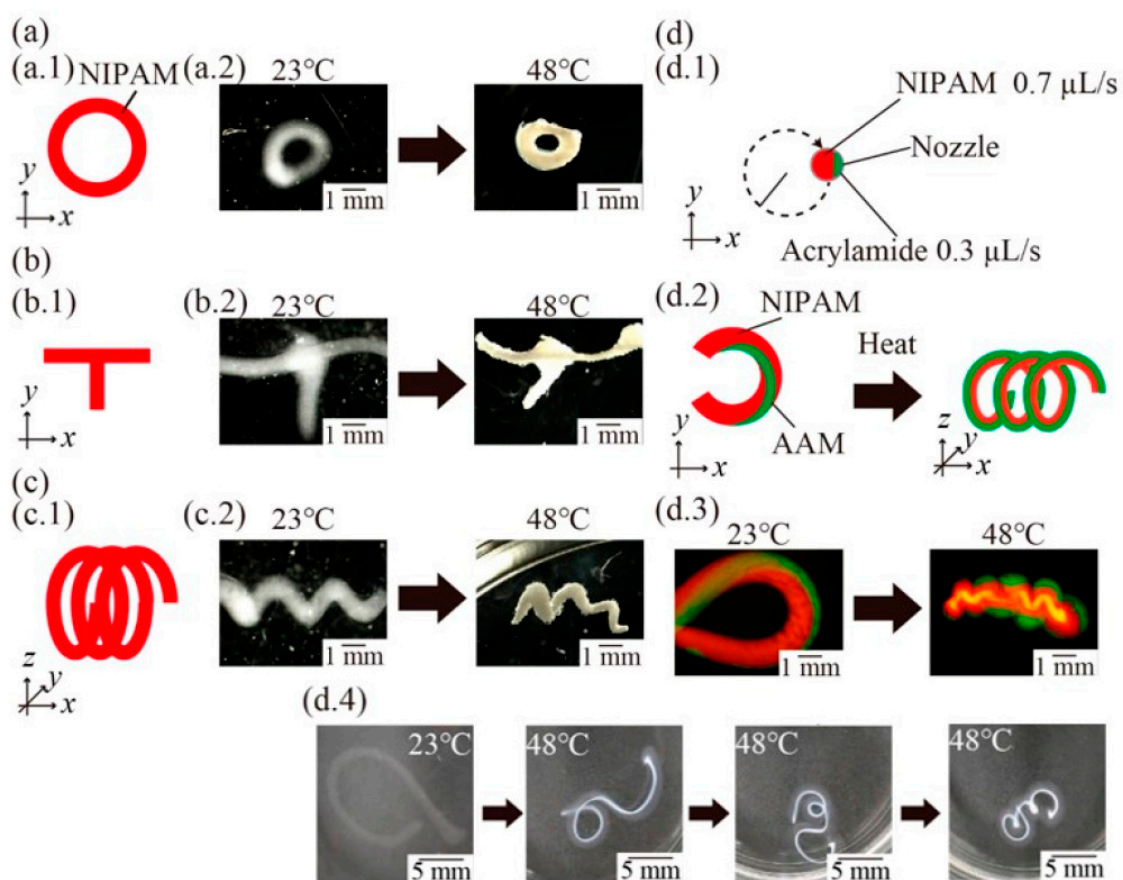 (a)
(a.1) NIPAM (a.2) 23℃ 48℃
y
x
1 mm 1 mm
(b)
(b.1) (b.2) 23℃ 48℃
y
x
1 mm 1 mm
(c)
(c.1) (c.2) 23℃ 48℃
z
y
x
1 mm 1 mm
(d)
(d.1)
NIPAM 0.7 μL/s
Nozzle
y
x
Acrylamide 0.3 μL/s
(d.2) NIPAM
Heat
AAM
y
x
z
y
x
(d.3)
23℃ 48℃
1 mm 1 mm
(d.4)
23℃ 48℃ 48℃ 48℃
5 mm 5 mm 5 mm 5 mm